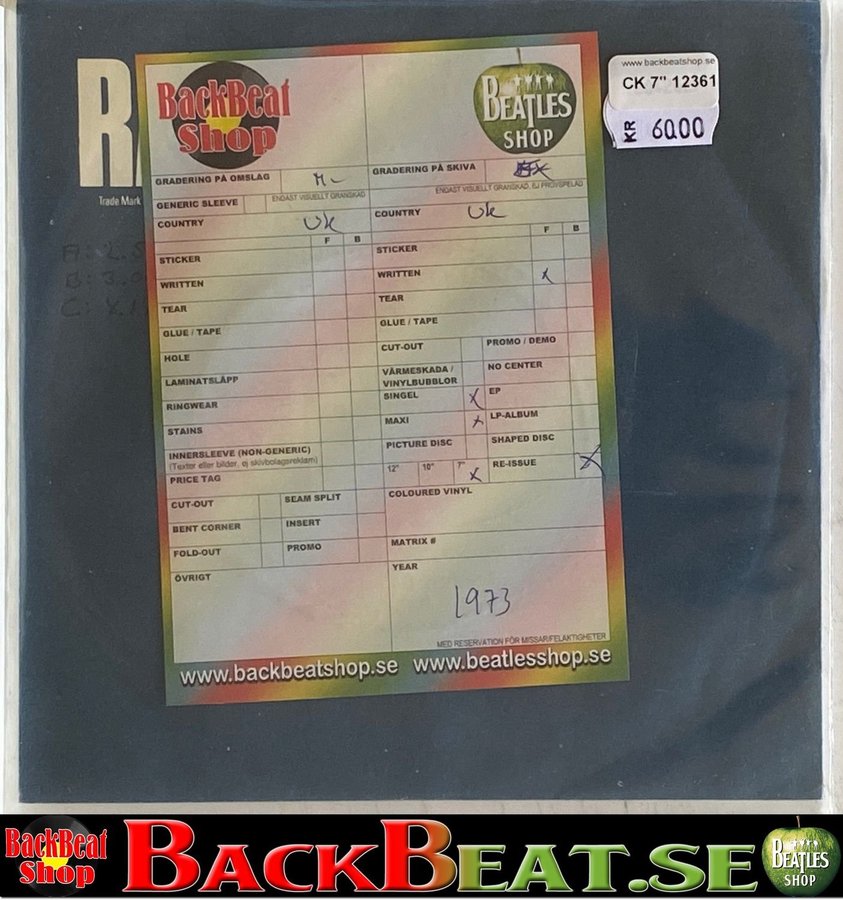 www.backbeatshop.se
CK 7" 12361
KR 6000
BackBeat
Shop
BEATLES
SHOP
Trade Mark
GRADERING PÅ OMSLAG M-
GRADERING PÅ SKIVA
ENDAST VISUELLT GRANSKAD
ENDAST VISUELLT GRANSKAD, EJ PROVSPELAD
GENERIC SLEEVE
COUNTRY UK
F B
STICKER
WRITTEN
TEAR
GLUE / TAPE
HOLE
LAMINATSLÄPP
RINGWEAR
STAINS
INNERSLEEVE (NON-GENERIC)
(Texter eller bilder, ej skivbolagsreklam)
PRICE TAG
CUT-OUT SEAM SPLIT
BENT CORNER INSERT
FOLD-OUT PROMO
ÖVRIGT
COUNTRY UK
F B
STICKER
WRITTEN x
TEAR
GLUE / TAPE
CUT-OUT PROMO / DEMO
VÄRMESKADA / VINYLBUBBLOR NO CENTER
SINGEL x EP
MAXI x LP-ALBUM
PICTURE DISC SHAPED DISC
12" 10" 7" x RE-ISSUE x
COLOURED VINYL
MATRIX #
YEAR
1973
MED RESERVATION FÖR MISSAR/FELAKTIGHETER
www.backbeatshop.se www.beatlesshop.se
BackBeat
Shop
BACKBEAT.SE
BEATLES
SHOP